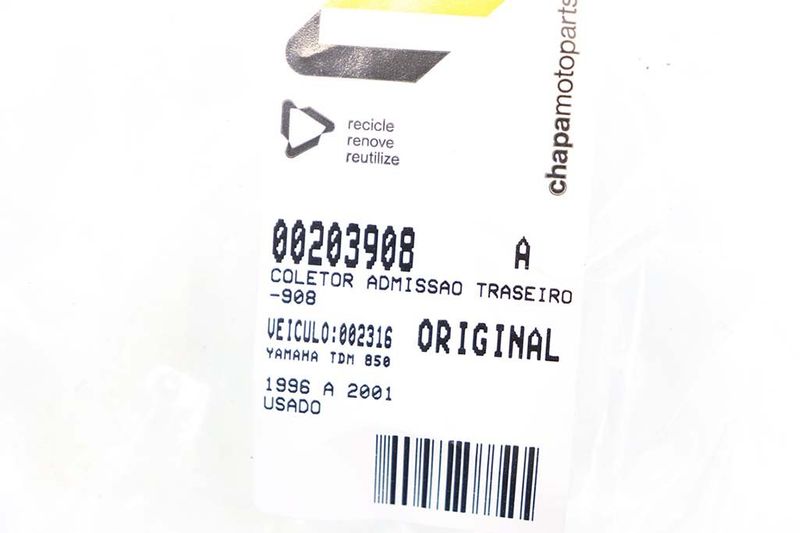 recicle
renove
reutilize
chapamotoparts
00203908 A
COLETOR ADMISSAO TRASEIRO
-908
VEICULO:002316 ORIGINAL
YAMAHA TDM 850
1996 A 2001
USADO